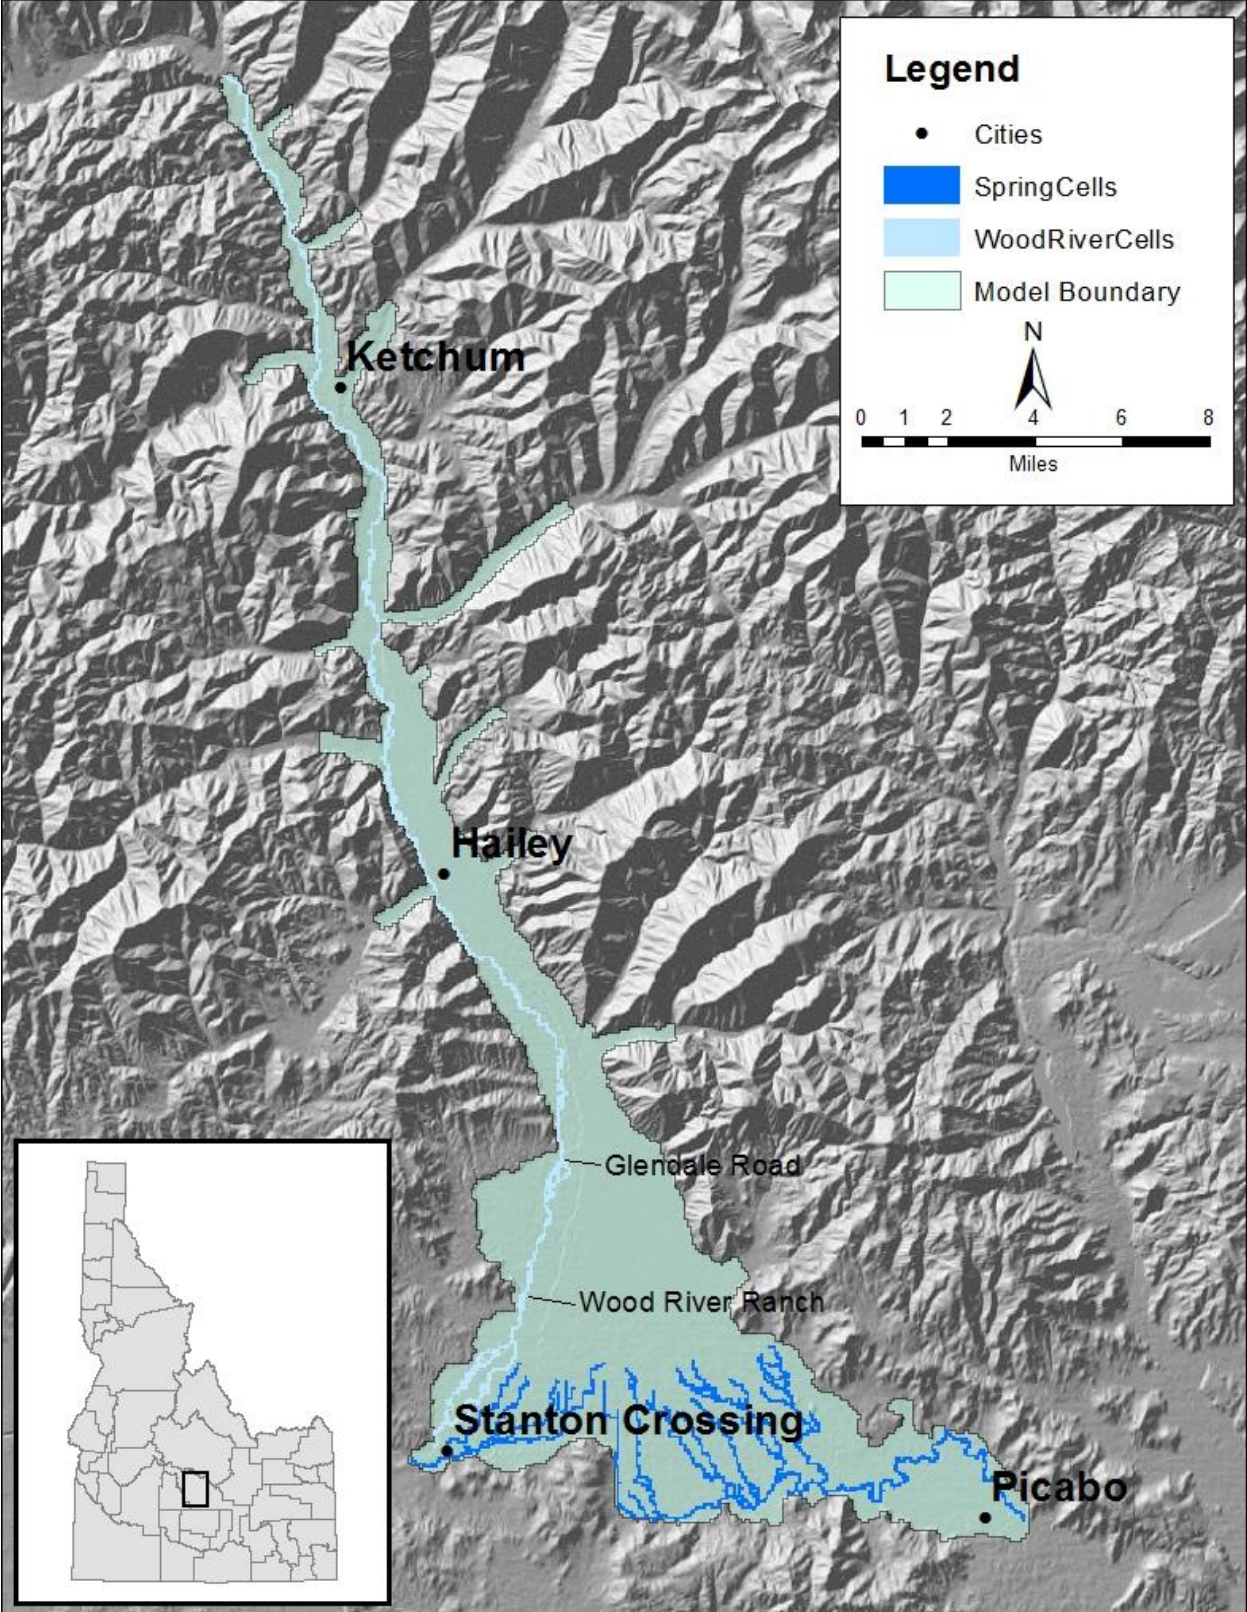 Legend
Cities
SpringCells
WoodRiverCells
Model Boundary
N
0 1 2 4 6 8
Miles
Ketchum
Hailey
Glendale Road
Wood River Ranch
Stanton Crossing
Picabo